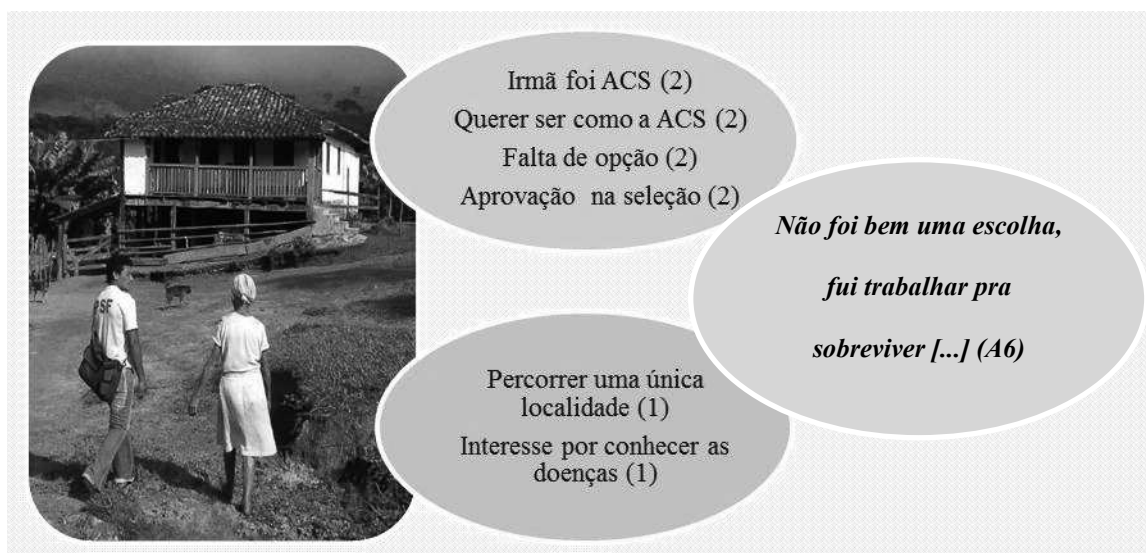 Irmã foi ACS (2)
Querer ser como a ACS (2)
Falta de opção (2)
Aprovação na seleção (2)
Não foi bem uma escolha,
fui trabalhar pra
sobreviver [...] (A6)
Percorrer uma única
localidade (1)
Interesse por conhecer as
doenças (1)
PSF